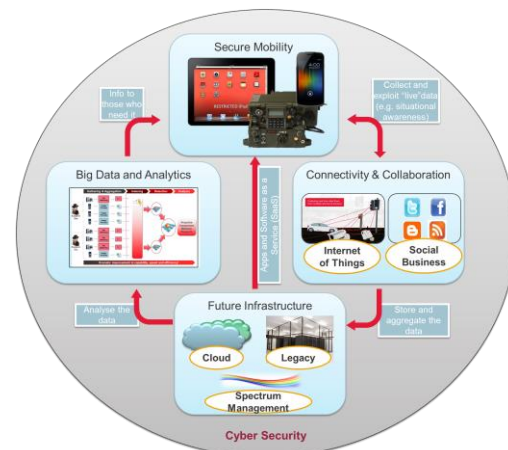 Secure Mobility
Info to
those who
need it
Collect and
exploit "live" data
(e.g. situational
awareness)
Big Data and Analytics
Connectivity & Collaboration
Internet
of Things
Social
Business
Apps and Software as a
Service (SaaS)
Analyse the
data
Store and
aggregate the
data
Future Infrastructure
Cloud
Legacy
Spectrum
Management
Cyber Security